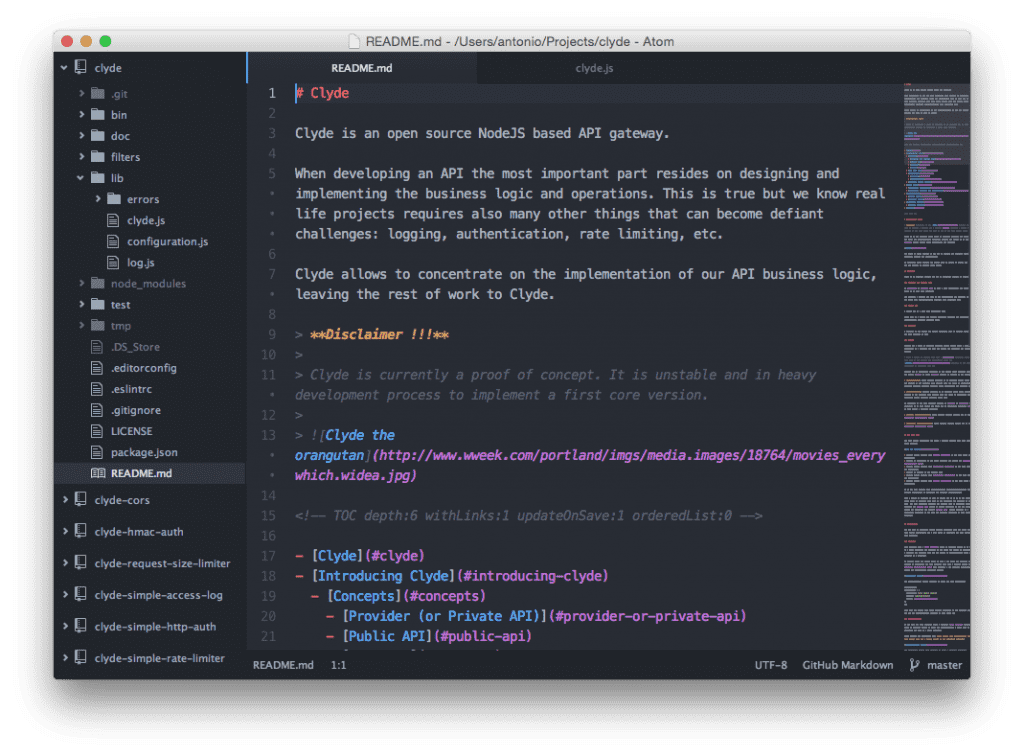 README.md - /Users/antonio/Projects/clyde - Atom
clyde
.git
bin
doc
filters
lib
errors
clyde.js
configuration.js
log.js
node_modules
test
tmp
.DS_Store
.editorconfig
.eslintrc
.gitignore
LICENSE
package.json
README.md
clyde-cors
clyde-hmac-auth
clyde-request-size-limiter
clyde-simple-access-log
clyde-simple-http-auth
clyde-simple-rate-limiter
README.md clyde.js
1 # Clyde
2
3 Clyde is an open source NodeJS based API gateway.
4
5 When developing an API the most important part resides on designing and
• implementing the business logic and operations. This is true but we know real
• life projects requires also many other things that can become defiant
• challenges: logging, authentication, rate limiting, etc.
6
7 Clyde allows to concentrate on the implementation of our API business logic,
• leaving the rest of work to Clyde.
8
9 > **Disclaimer !!!**
10 >
11 > Clyde is currently a proof of concept. It is unstable and in heavy
• development process to implement a first core version.
12 >
13 > ![Clyde the
• orangutan](http://www.wweek.com/portland/imgs/media.images/18764/movies_every
• which.widea.jpg)
14
15 <!-- TOC depth:6 withLinks:1 updateOnSave:1 orderedList:0 -->
16
17 - [Clyde](#clyde)
18 - [Introducing Clyde](#introducing-clyde)
19 - [Concepts](#concepts)
20 - [Provider (or Private API)](#provider-or-private-api)
21 - [Public API](#public-api)
README.md 1:1 UTF-8 GitHub Markdown master